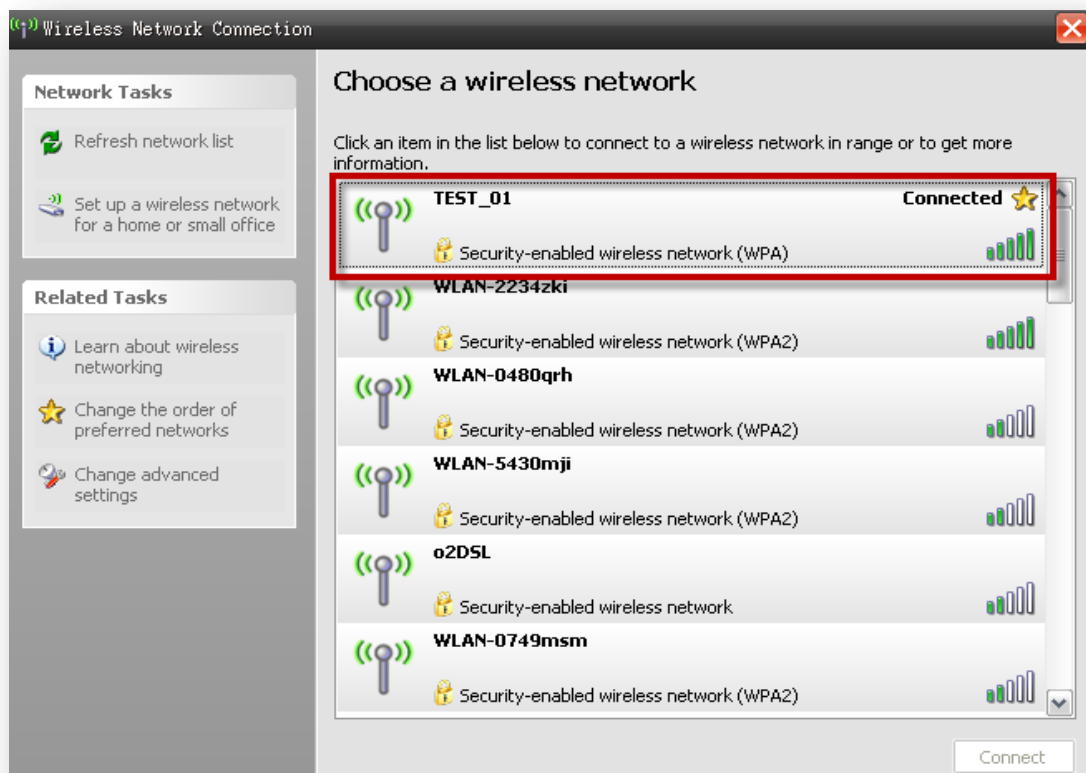 Wireless Network Connection
Network Tasks
Refresh network list
Set up a wireless network
for a home or small office
Related Tasks
Learn about wireless
networking
Change the order of
preferred networks
Change advanced
settings
Choose a wireless network
Click an item in the list below to connect to a wireless network in range or to get more
information.
TEST_01 Connected
Security-enabled wireless network (WPA)
WLAN-2234zki
Security-enabled wireless network (WPA2)
WLAN-0480qrh
Security-enabled wireless network (WPA2)
WLAN-5430mji
Security-enabled wireless network (WPA2)
o2DSL
Security-enabled wireless network
WLAN-0749msm
Security-enabled wireless network (WPA2)
Connect